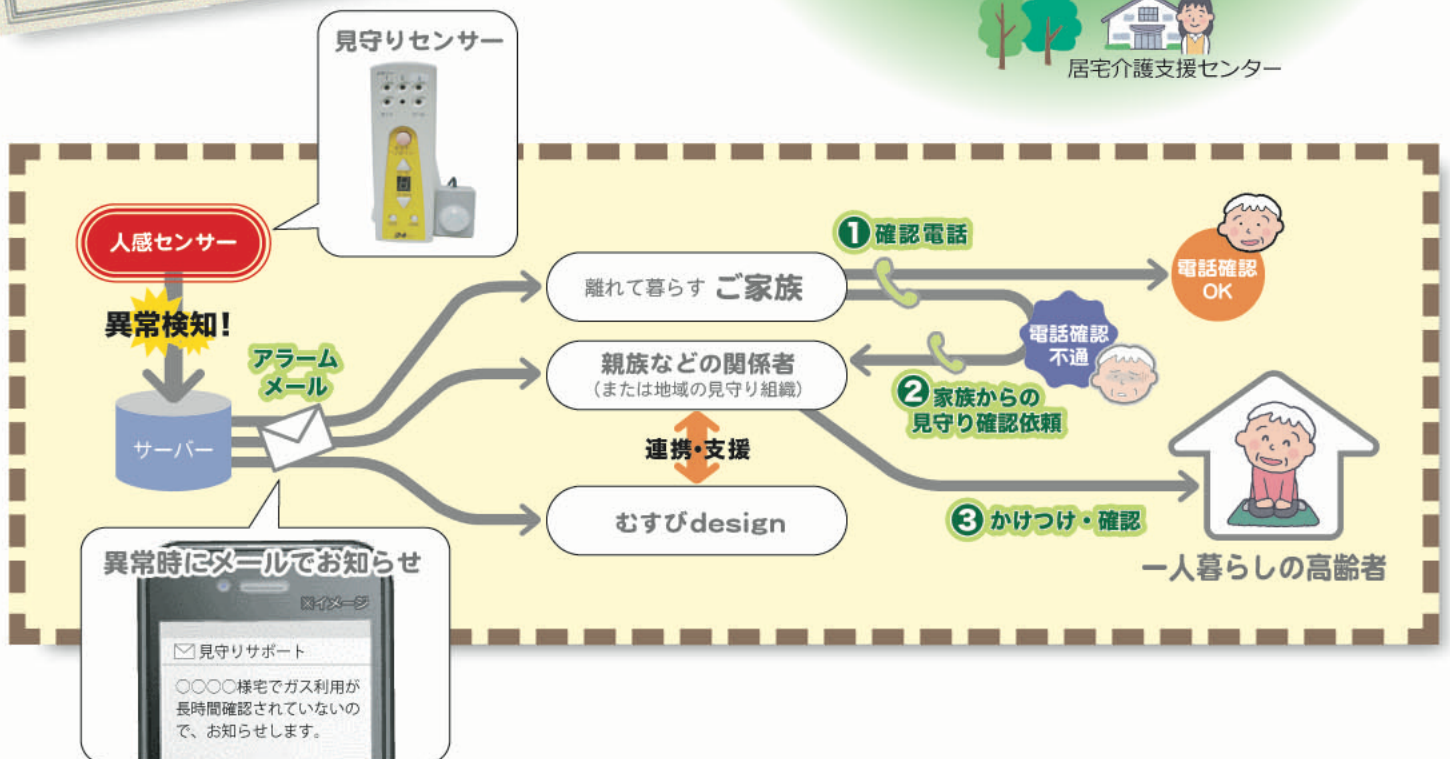 見守りセンサー
居宅介護支援センター
人感センサー
異常検知!
アラーム
メール
サーバー
離れて暮らす ご家族
親族などの関係者
(または地域の見守り組織)
連携・支援
むすびdesign
1 確認電話
電話確認
OK
電話確認
不通
2 家族からの
見守り確認依頼
3 かけつけ・確認
一人暮らしの高齢者
異常時にメールでお知らせ
※イメージ
見守りサポート
○○○○様宅でガス利用が
長時間確認されていないの
で、お知らせします。